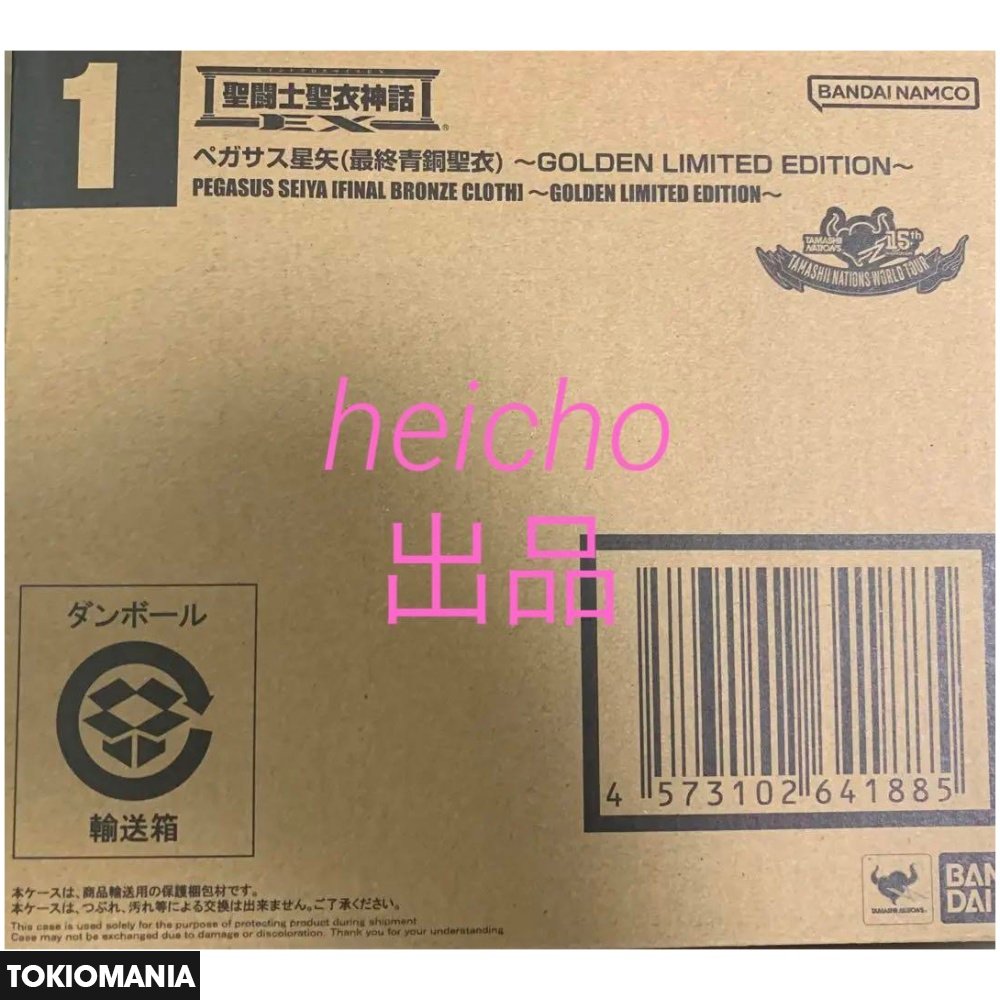 1
聖闘士聖衣神話
EX
BANDAI NAMCO
ペガサス星矢(最終青銅聖衣) ～GOLDEN LIMITED EDITION～
PEGASUS SEIYA [FINAL BRONZE CLOTH] ～GOLDEN LIMITED EDITION～
TAMASHII NATIONS 15th
TAMASHII NATIONS WORLD TOUR
heicho
出品
ダンボール
輸送箱
4 573102 641885
本ケースは、商品輸送用の保護梱包材です。
本ケースは、つぶれ、汚れ等による交換は出来ません。ご了承ください。
This case is used solely for the purpose of protecting product during shipment.
Case may not be exchanged due to damage or discoloration. Thank you for your understanding
TAMASHII NATIONS
BAN
DAI
TOKIOMANIA